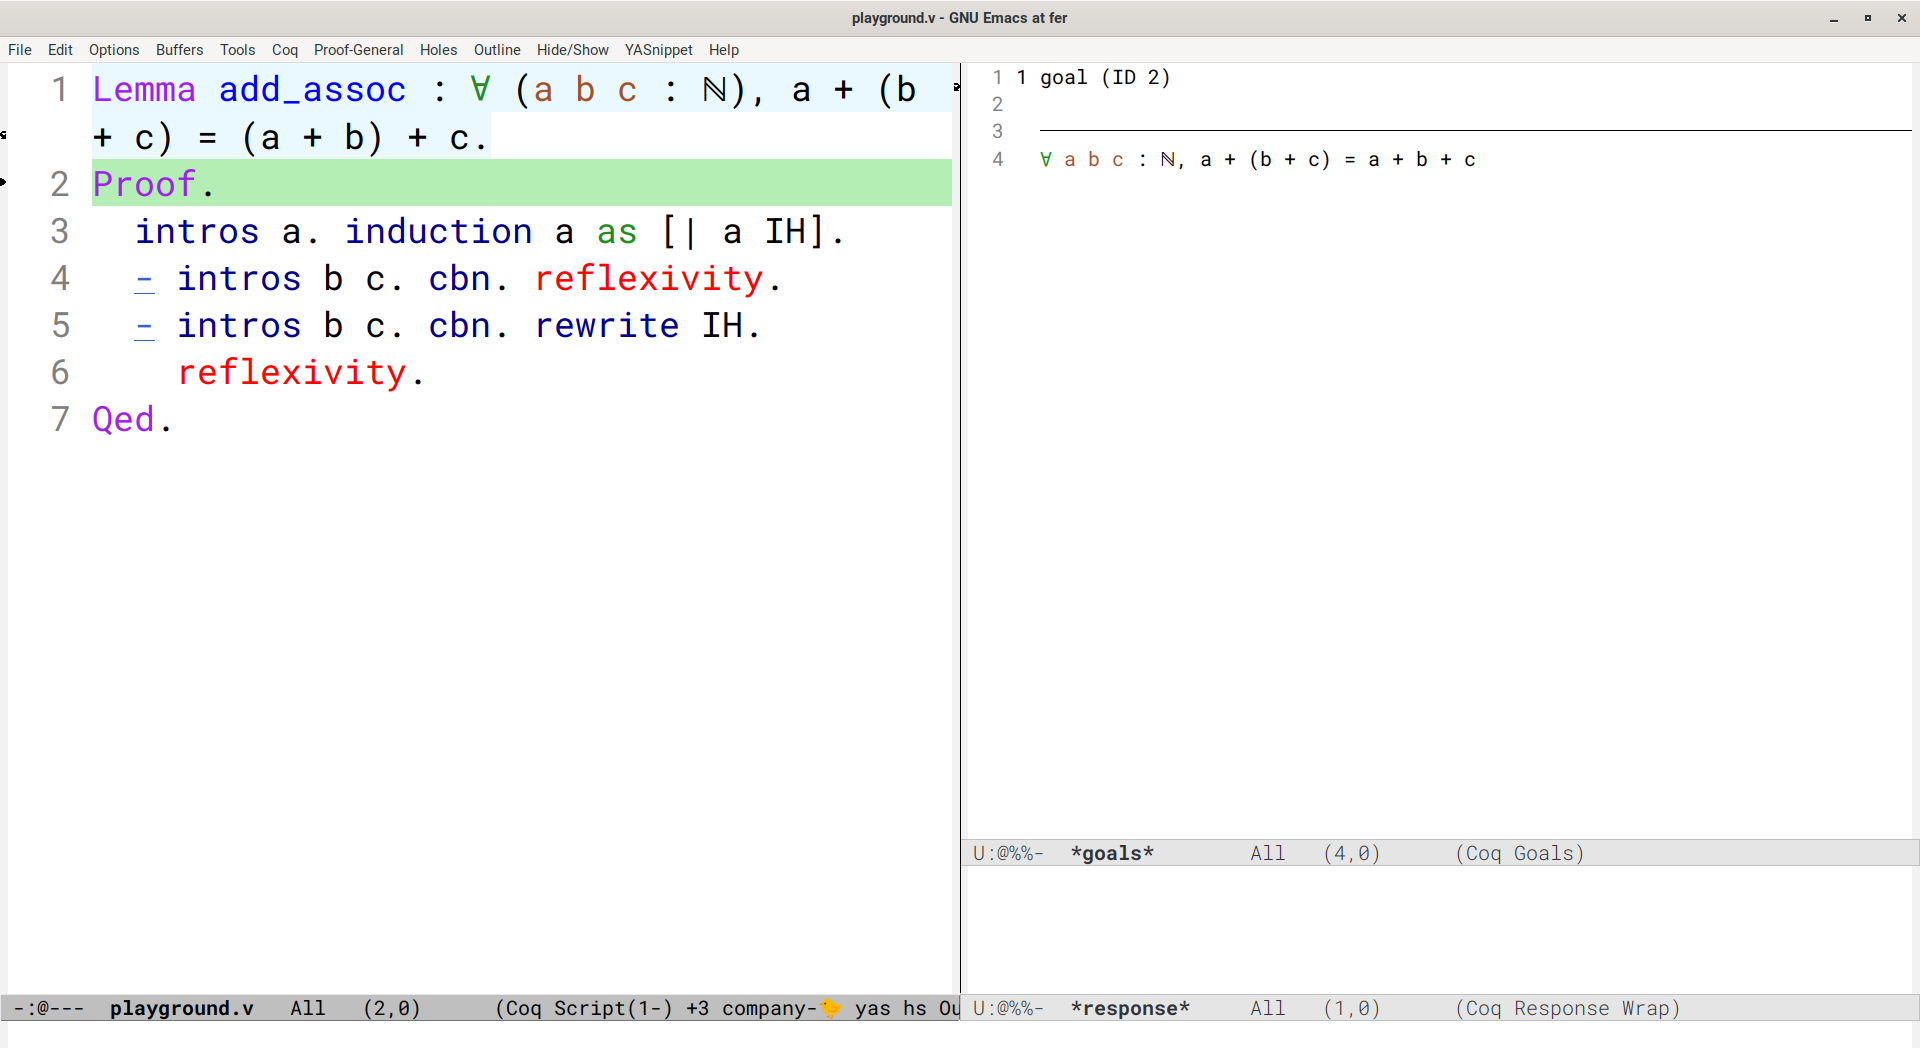 playground.v - GNU Emacs at fer
File Edit Options Buffers Tools Coq Proof-General Holes Outline Hide/Show YASnippet Help
1 Lemma add_assoc : ∀ (a b c : ℕ), a + (b
+ c) = (a + b) + c.
2 Proof.
3 intros a. induction a as [| a IH].
4 - intros b c. cbn. reflexivity.
5 - intros b c. cbn. rewrite IH.
6 reflexivity.
7 Qed.
-:@--- playground.v All (2,0) (Coq Script(1-) +3 company-🐤 yas hs Ou
1 1 goal (ID 2)
2
3
4 ∀ a b c : ℕ, a + (b + c) = a + b + c
U:@%%- *goals* All (4,0) (Coq Goals)
U:@%%- *response* All (1,0) (Coq Response Wrap)